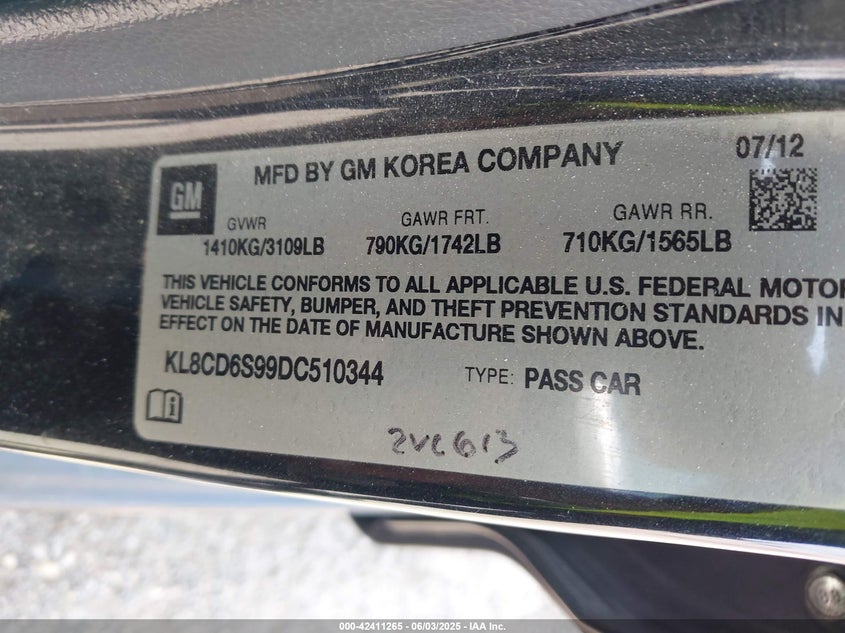 MFD BY GM KOREA COMPANY
07/12
GM
GVWR
GAWR FRT.
GAWR RR.
1410KG/3109LB
790KG/1742LB
710KG/1565LB
THIS VEHICLE CONFORMS TO ALL APPLICABLE U.S. FEDERAL MOTOR
VEHICLE SAFETY, BUMPER, AND THEFT PREVENTION STANDARDS IN
EFFECT ON THE DATE OF MANUFACTURE SHOWN ABOVE.
KL8CD6S99DC510344
TYPE: PASS CAR
2VC613
000-42411265 | 06/03/2025 | IAA Inc.